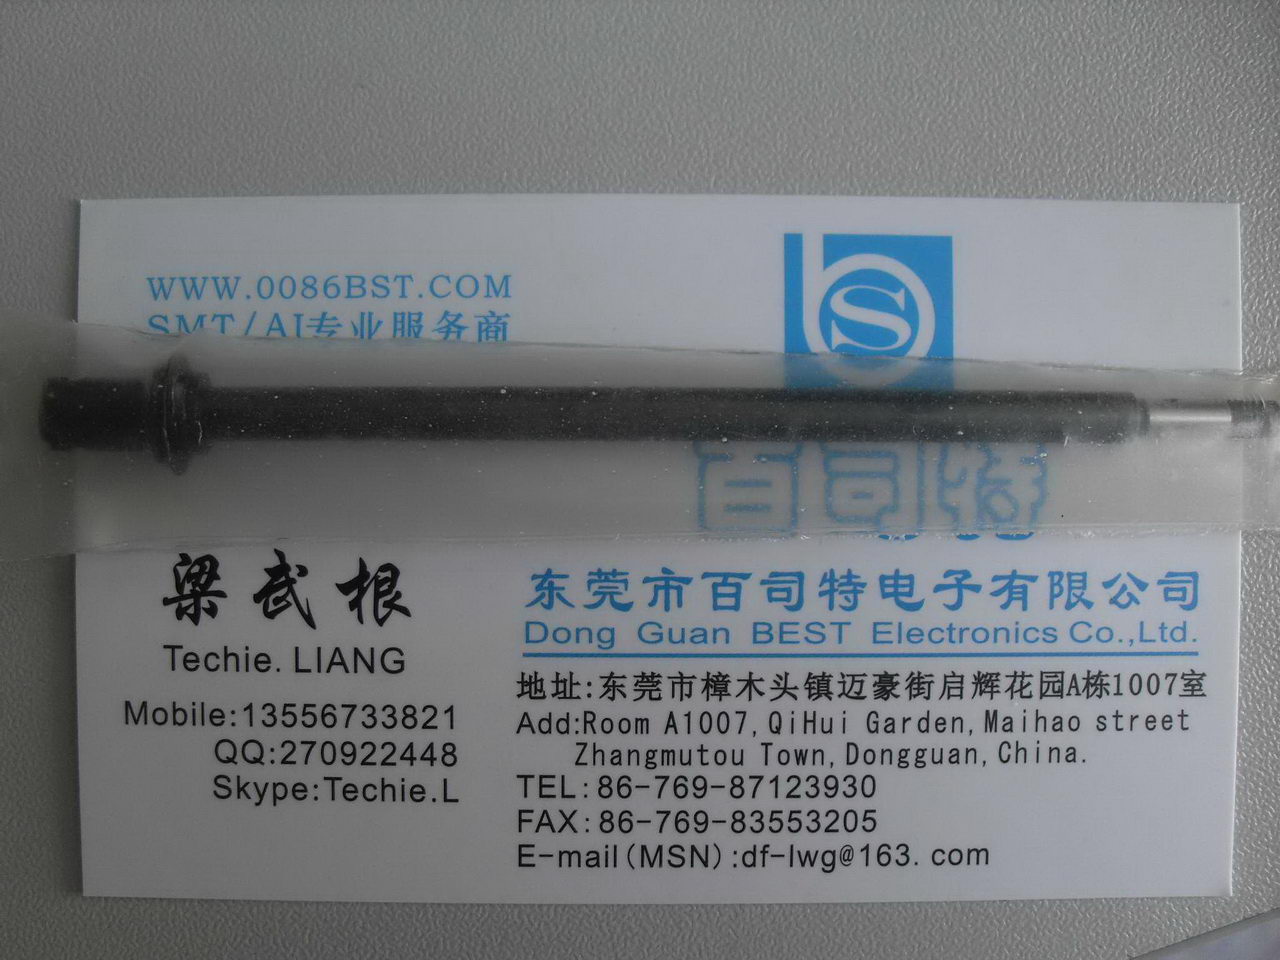 WWW.0086BST.COM
SMT/AI专业服务商
bS
百司特
梁武根
Techie. LIANG
Mobile:13556733821
QQ:270922448
Skype:Techie.L
东莞市百司特电子有限公司
Dong Guan BEST Electronics Co.,Ltd.
地址:东莞市樟木头镇迈豪街启辉花园A栋1007室
Add:Room A1007,QiHui Garden,Maihao street
Zhangmutou Town,Dongguan,China.
TEL:86-769-87123930
FAX:86-769-83553205
E-mail(MSN):df-lwg@163.com